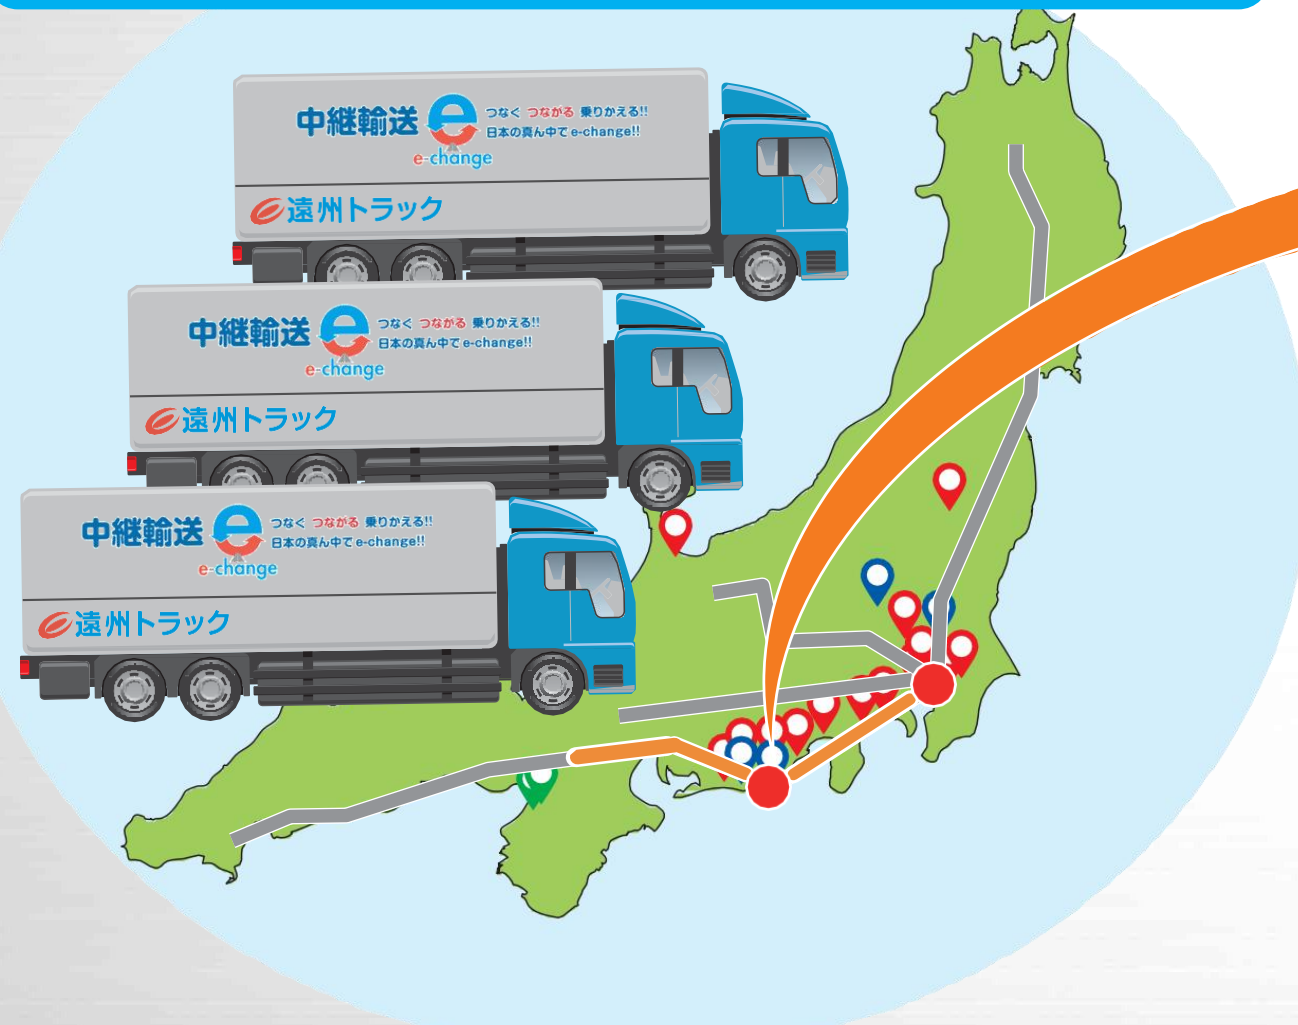 中継輸送 e つなぐ つながる 乗りかえる!!
日本の真ん中でe-change!!
e-change
遠州トラック
中継輸送 e つなぐ つながる 乗りかえる!!
日本の真ん中でe-change!!
e-change
遠州トラック
中継輸送 e つなぐ つながる 乗りかえる!!
日本の真ん中でe-change!!
e-change
遠州トラック